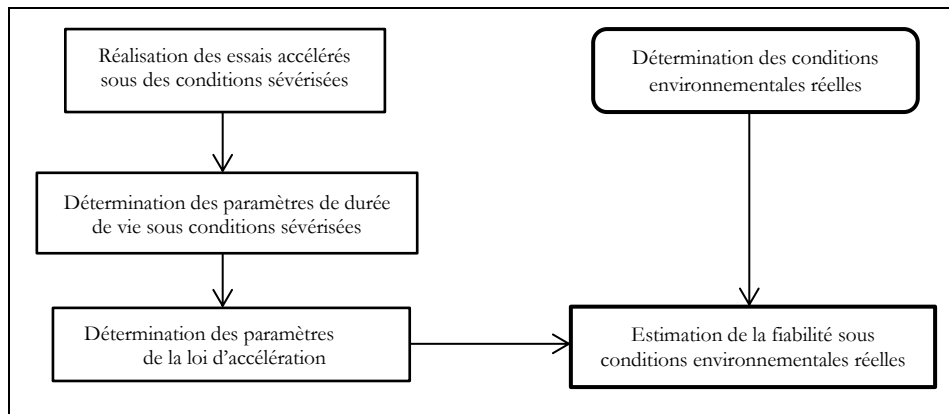 Réalisation des essais accélérés
sous des conditions sévérisées
Détermination des conditions
environnementales réelles
Détermination des paramètres de durée
de vie sous conditions sévérisées
Détermination des paramètres
de la loi d'accélération
Estimation de la fiabilité sous
conditions environnementales réelles